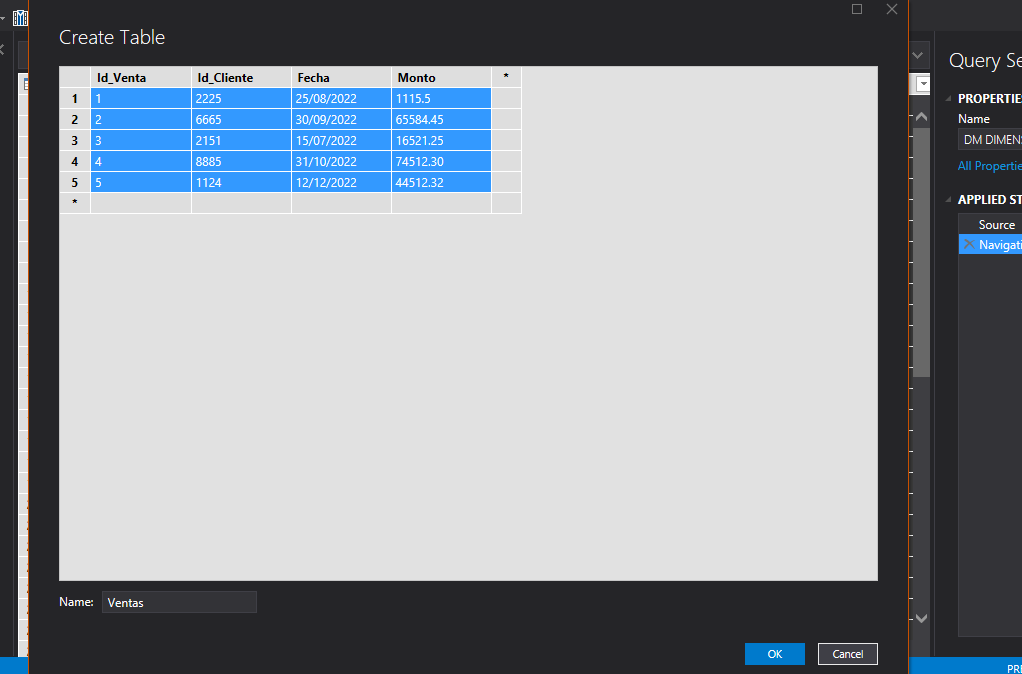 Create Table
Query Se
Id_Venta Id_Cliente Fecha Monto *
1 1 2225 25/08/2022 1115.5
2 2 6665 30/09/2022 65584.45
3 3 2151 15/07/2022 16521.25
4 4 8885 31/10/2022 74512.30
5 5 1124 12/12/2022 44512.32
*
PROPERTIE
Name
DM DIMENS
All Propertie
APPLIED ST
Source
Navigati
Name: Ventas
OK Cancel
PRE